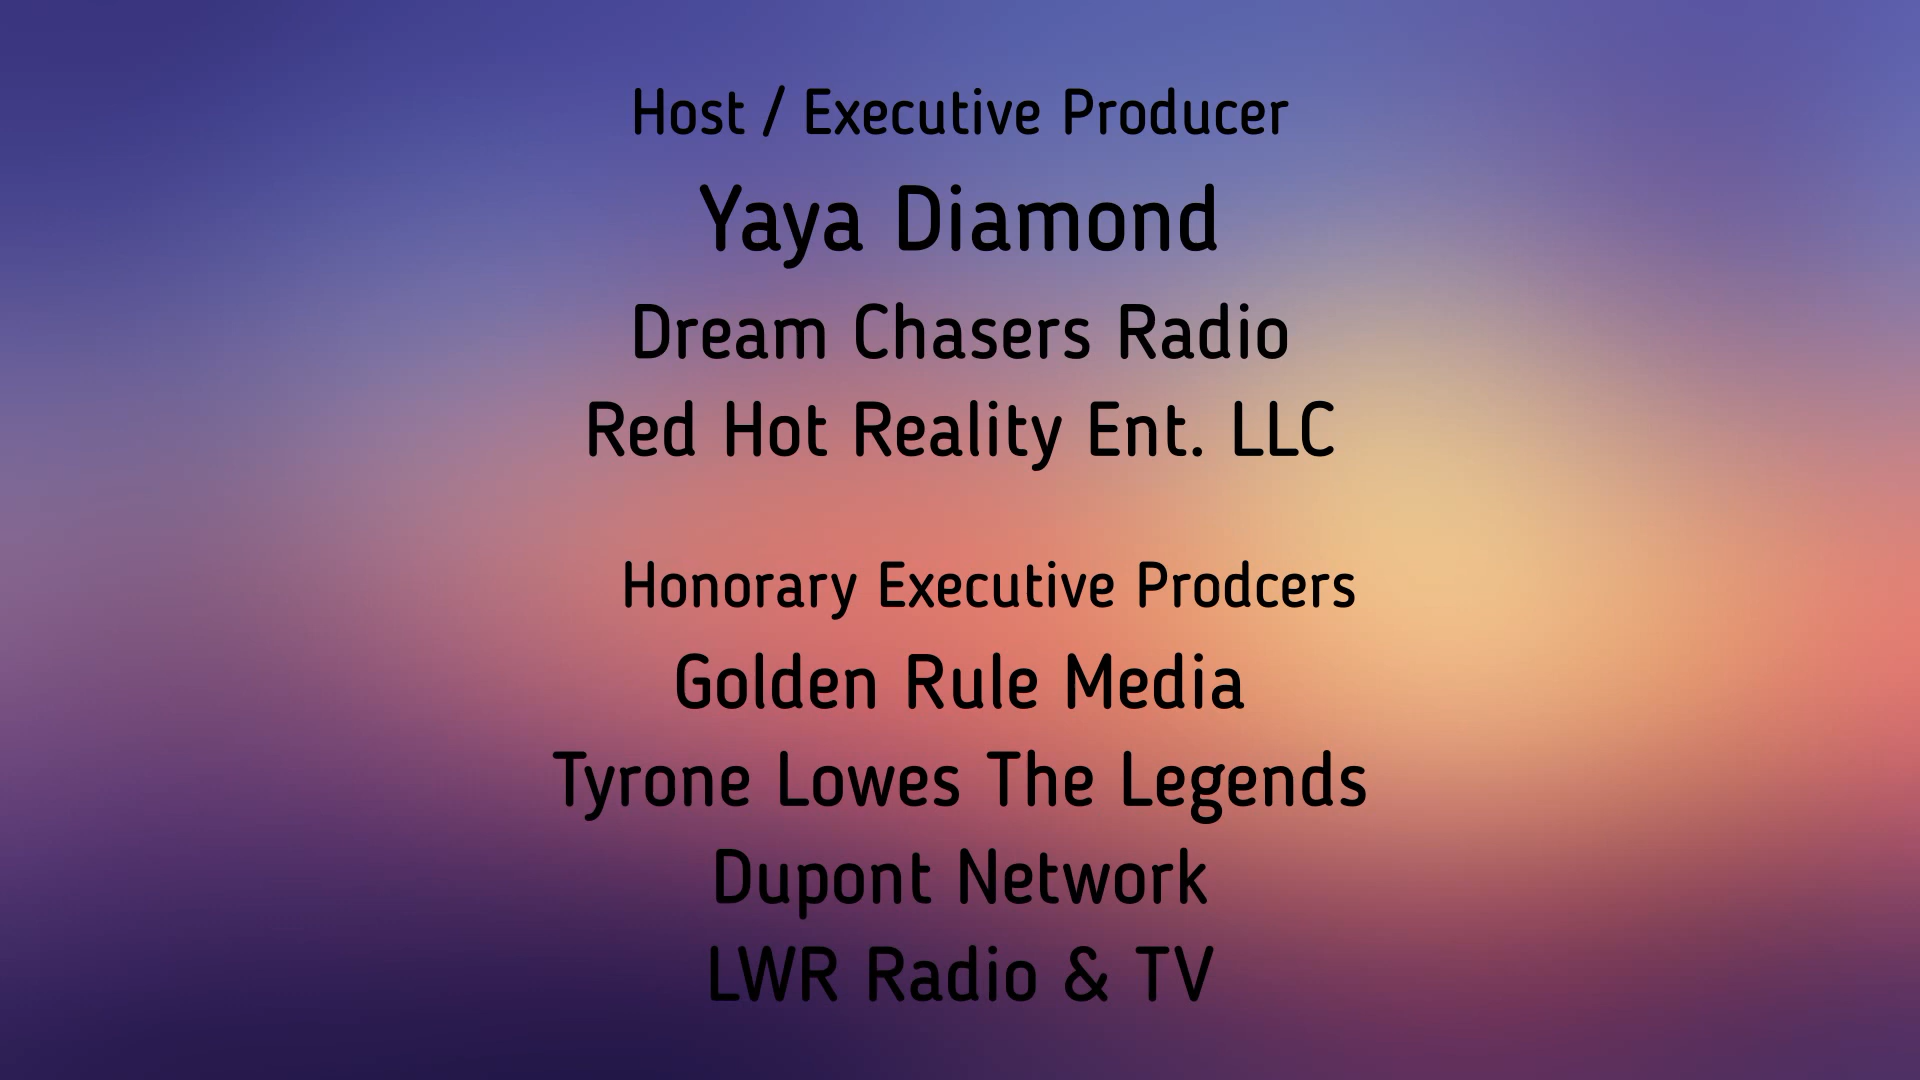 Host / Executive Producer
Yaya Diamond
Dream Chasers Radio
Red Hot Reality Ent. LLC
Honorary Executive Prodcers
Golden Rule Media
Tyrone Lowes The Legends
Dupont Network
LWR Radio & TV